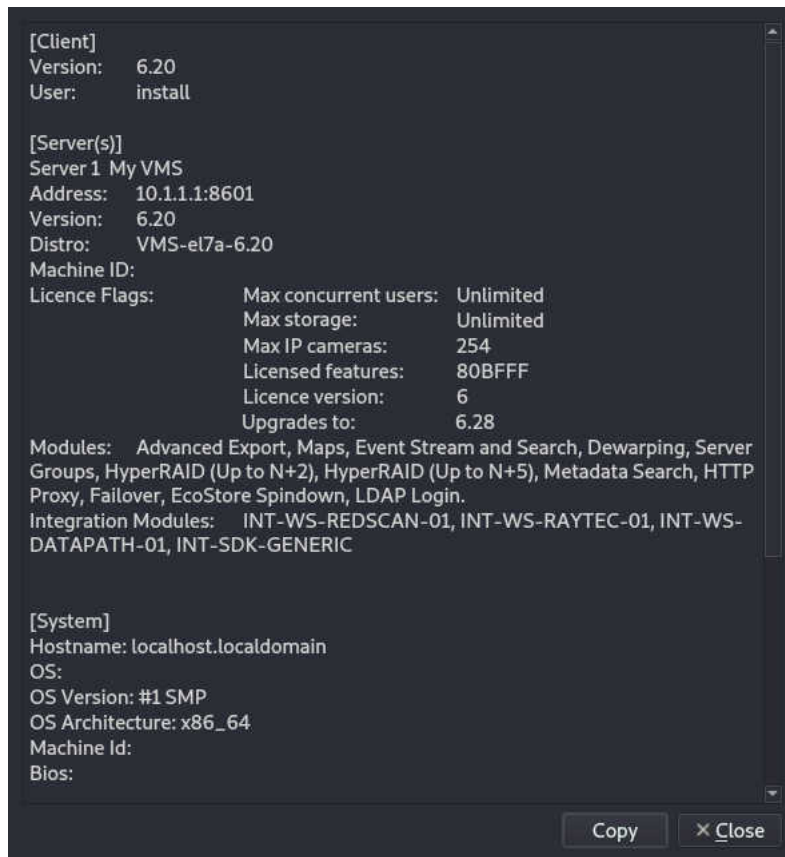 [Client]
Version: 6.20
User: install
[Server(s)]
Server 1 My VMS
Address: 10.1.1.1:8601
Version: 6.20
Distro: VMS-el7a-6.20
Machine ID:
Licence Flags: Max concurrent users: Unlimited
Max storage: Unlimited
Max IP cameras: 254
Licensed features: 80BFFF
Licence version: 6
Upgrades to: 6.28
Modules: Advanced Export, Maps, Event Stream and Search, Dewarping, Server
Groups, HyperRAID (Up to N+2), HyperRAID (Up to N+5), Metadata Search, HTTP
Proxy, Failover, EcoStore Spindown, LDAP Login.
Integration Modules: INT-WS-REDSCAN-01, INT-WS-RAYTEC-01, INT-WS-
DATAPATH-01, INT-SDK-GENERIC
[System]
Hostname: localhost.localdomain
OS:
OS Version: #1 SMP
OS Architecture: x86_64
Machine Id:
Bios:
Copy × Close